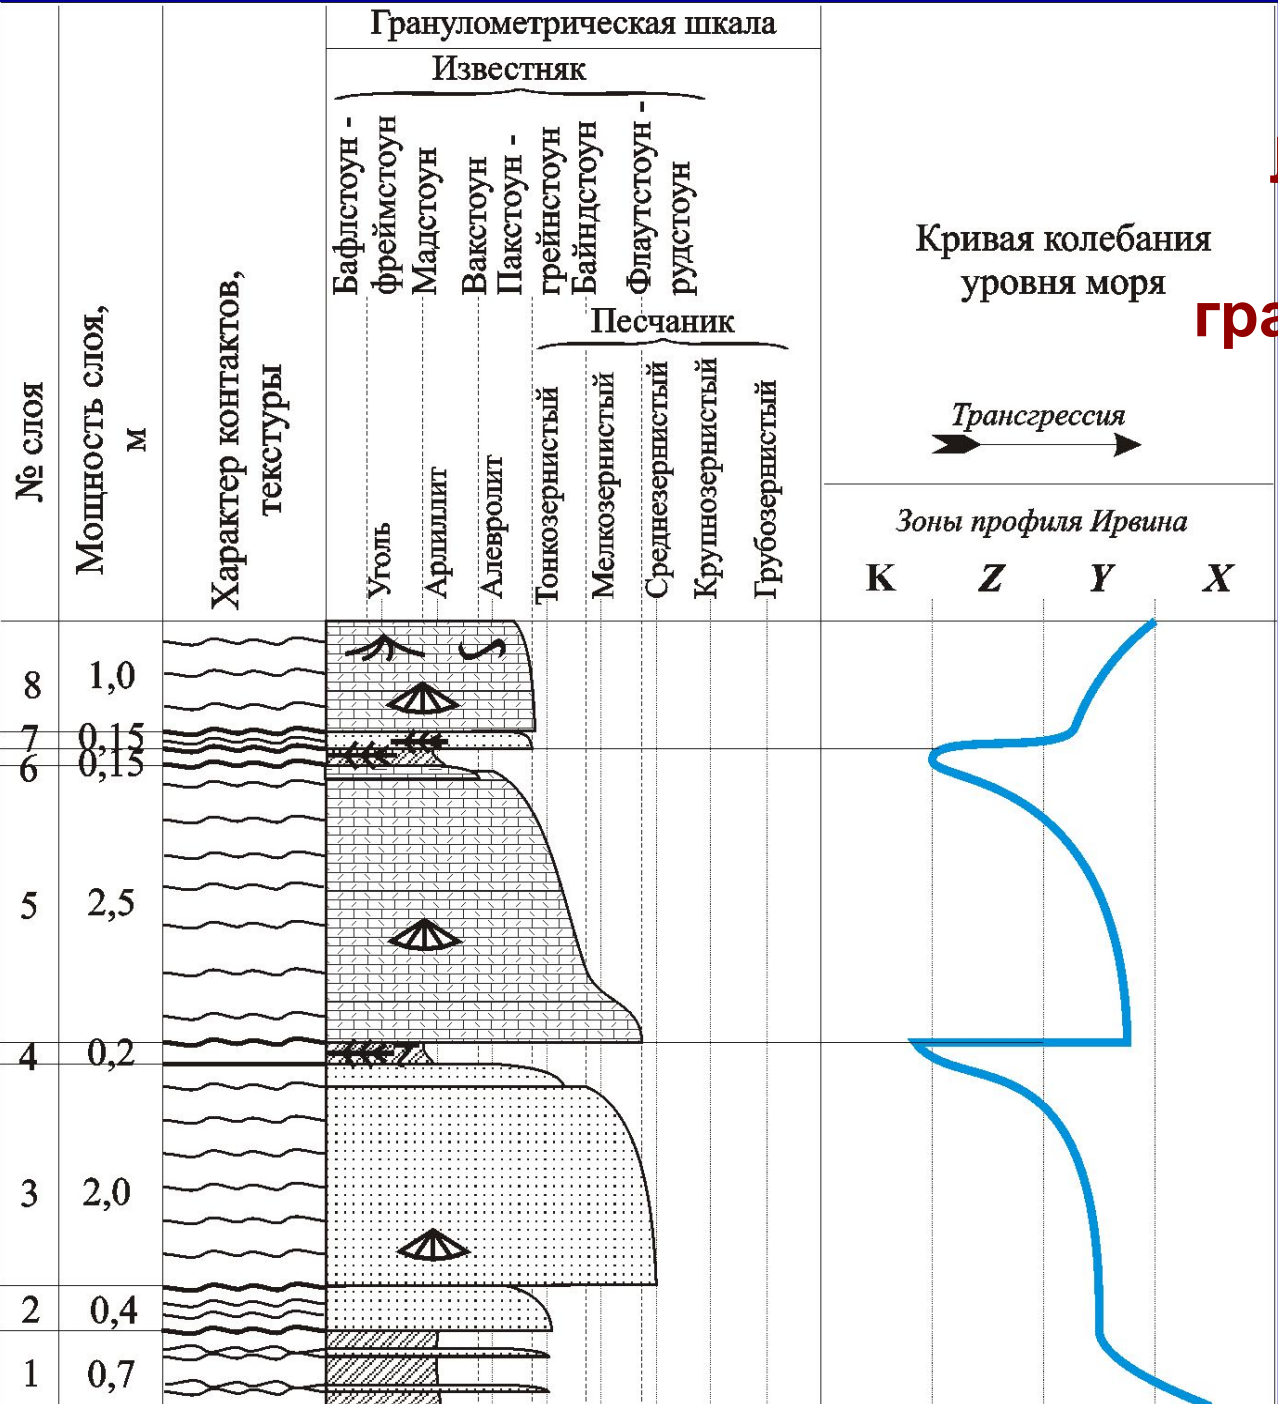 Гранулометрическая шкала
Известняк
Бафлстоун -
фреймстоун
Мадстоун
Вакстоун
Пакстоун -
грейнстоун
Байндстоун
Флаутстоун -
рудстоун
Песчаник
Уголь
Арлиллит
Алевролит
Тонкозернистый
Мелкозернистый
Среднезернистый
Крупнозернистый
Грубозернистый
№ слоя
Мощность слоя,
м
Характер контактов,
текстуры
Кривая колебания
уровня моря
гра
Трансгрессия
Зоны профиля Ирвина
K Z Y X
8 1,0
7 0,15
6 0,15
5 2,5
4 0,2
3 2,0
2 0,4
1 0,7